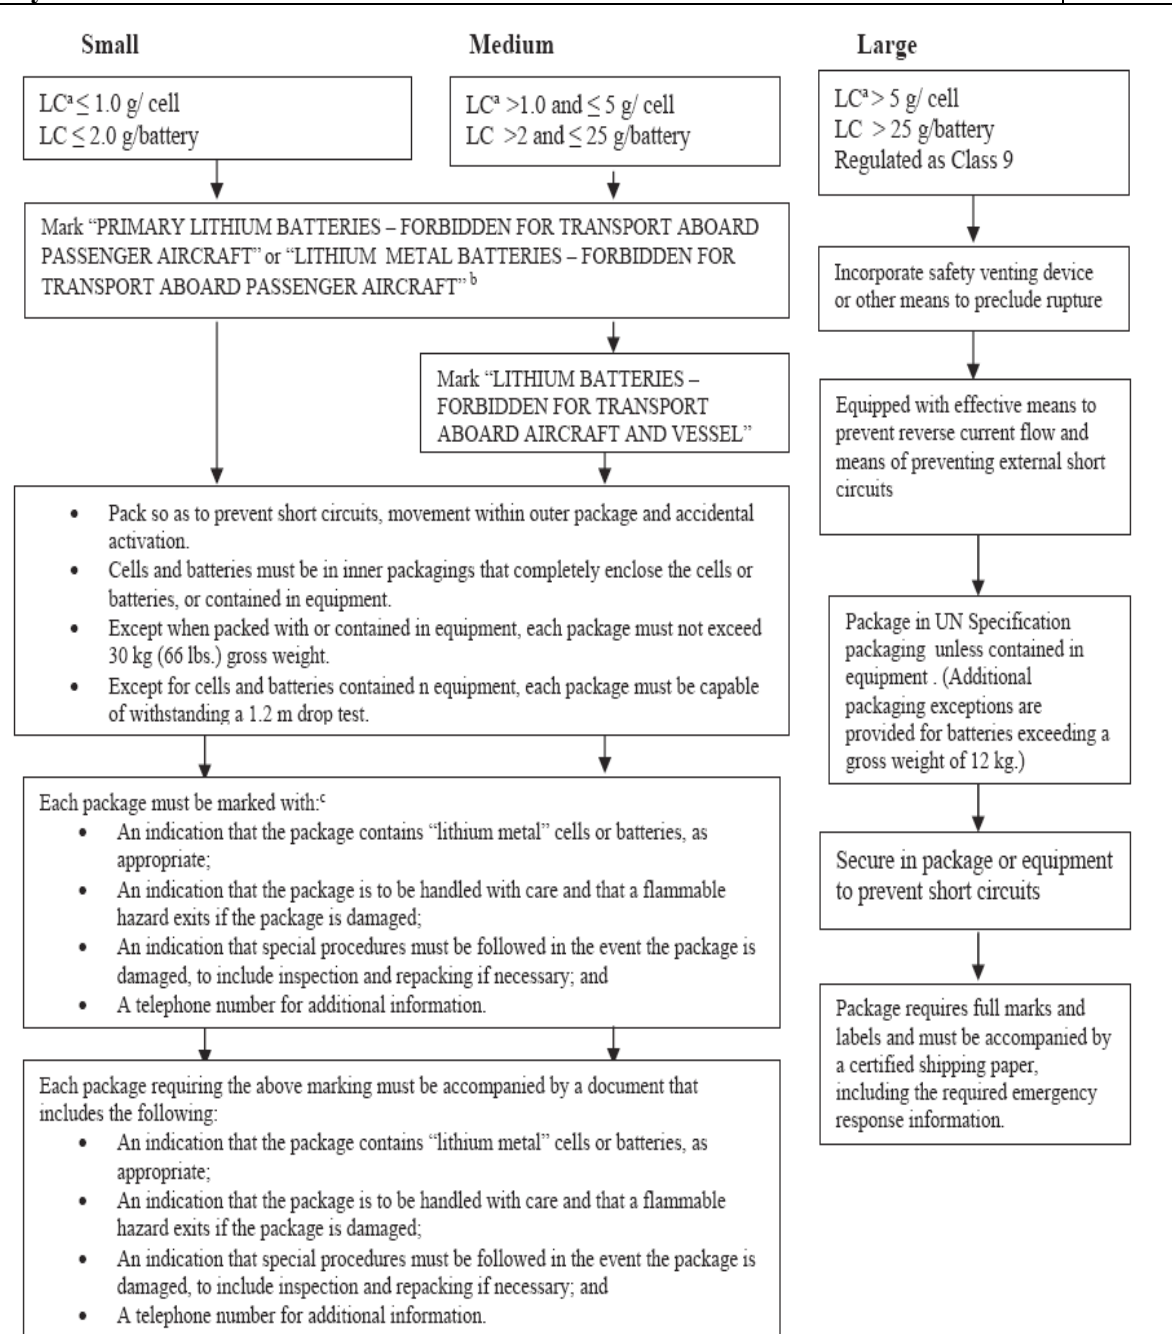 Small
LCᵃ ≤ 1.0 g/ cell
LC ≤ 2.0 g/battery
Medium
LCᵃ >1.0 and ≤ 5 g/ cell
LC >2 and ≤ 25 g/battery
Large
LCᵃ > 5 g/ cell
LC > 25 g/battery
Regulated as Class 9
Mark “PRIMARY LITHIUM BATTERIES – FORBIDDEN FOR TRANSPORT ABOARD
PASSENGER AIRCRAFT” or “LITHIUM METAL BATTERIES – FORBIDDEN FOR
TRANSPORT ABOARD PASSENGER AIRCRAFT” ᵇ
Mark “LITHIUM BATTERIES –
FORBIDDEN FOR TRANSPORT
ABOARD AIRCRAFT AND VESSEL”
• Pack so as to prevent short circuits, movement within outer package and accidental
activation.
• Cells and batteries must be in inner packagings that completely enclose the cells or
batteries, or contained in equipment.
• Except when packed with or contained in equipment, each package must not exceed
30 kg (66 lbs.) gross weight.
• Except for cells and batteries contained n equipment, each package must be capable
of withstanding a 1.2 m drop test.
Each package must be marked with:ᶜ
• An indication that the package contains “lithium metal” cells or batteries, as
appropriate;
• An indication that the package is to be handled with care and that a flammable
hazard exits if the package is damaged;
• An indication that special procedures must be followed in the event the package is
damaged, to include inspection and repacking if necessary; and
• A telephone number for additional information.
Each package requiring the above marking must be accompanied by a document that
includes the following:
• An indication that the package contains “lithium metal” cells or batteries, as
appropriate;
• An indication that the package is to be handled with care and that a flammable
hazard exits if the package is damaged;
• An indication that special procedures must be followed in the event the package is
damaged, to include inspection and repacking if necessary; and
• A telephone number for additional information.
Incorporate safety venting device
or other means to preclude rupture
Equipped with effective means to
prevent reverse current flow and
means of preventing external short
circuits
Package in UN Specification
packaging unless contained in
equipment . (Additional
packaging exceptions are
provided for batteries exceeding a
gross weight of 12 kg.)
Secure in package or equipment
to prevent short circuits
Package requires full marks and
labels and must be accompanied by
a certified shipping paper,
including the required emergency
response information.